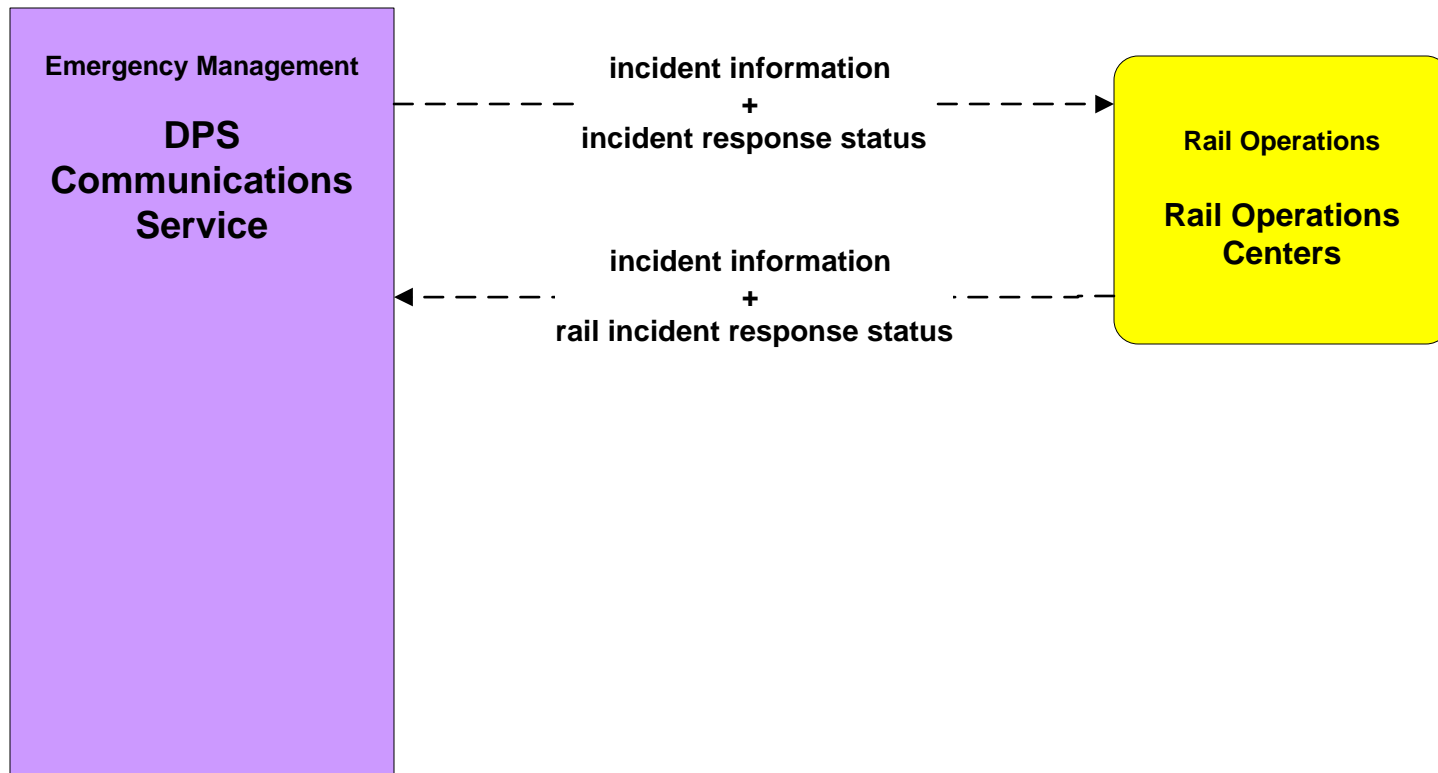 Emergency Management
DPS
Communications
Service
incident information
+
incident response status
incident information
+
rail incident response status
Rail Operations
Rail Operations
Centers